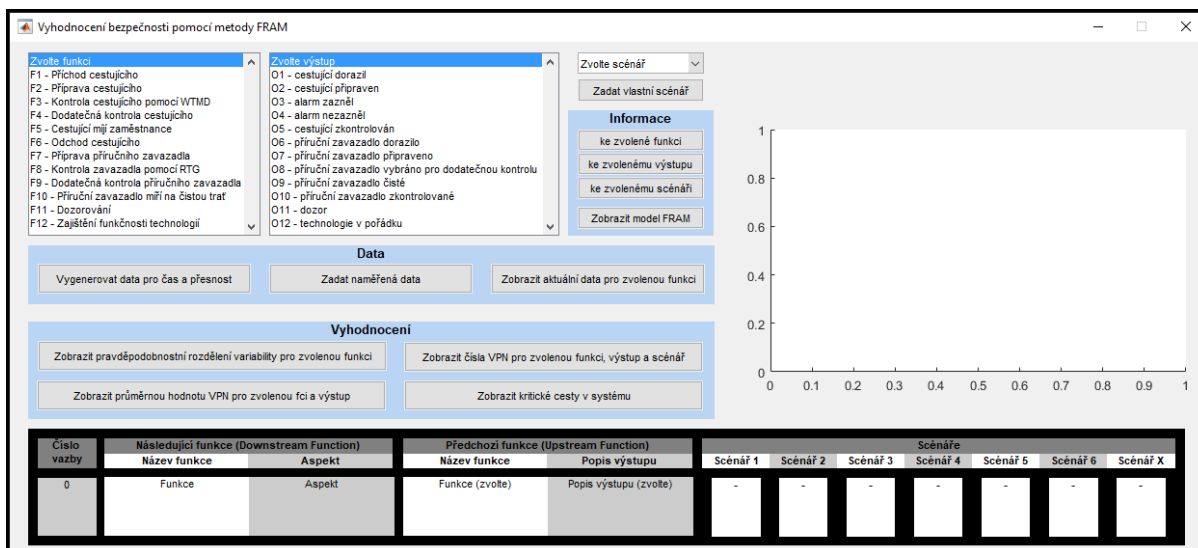 Vyhodnocení bezpečnosti pomocí metody FRAM
Zvolte funkci
F1 - Příchod cestujícího
F2 - Příprava cestujícího
F3 - Kontrola cestujícího pomocí WTMD
F4 - Dodatečná kontrola cestujícího
F5 - Cestující míjí zaměstnance
F6 - Odchod cestujícího
F7 - Příprava příručního zavazadla
F8 - Kontrola zavazadla pomocí RTG
F9 - Dodatečná kontrola příručního zavazadla
F10 - Příruční zavazadlo míří na čistou trať
F11 - Dozorování
F12 - Zajištění funkčnosti technologií
Zvolte výstup
O1 - cestující dorazil
O2 - cestující připraven
O3 - alarm zazněl
O4 - alarm nezazněl
O5 - cestující zkontrolován
O6 - příruční zavazadlo dorazilo
O7 - příruční zavazadlo připraveno
O8 - příruční zavazadlo vybráno pro dodatečnou kontrolu
O9 - příruční zavazadlo čisté
O10 - příruční zavazadlo zkontrolované
O11 - dozor
O12 - technologie v pořádku
Zvolte scénář
Zadat vlastní scénář
Informace
ke zvolené funkci
ke zvolenému výstupu
ke zvolenému scénáři
Zobrazit model FRAM
Data
Vygenerovat data pro čas a přesnost
Zadat naměřená data
Zobrazit aktuální data pro zvolenou funkci
Vyhodnocení
Zobrazit pravděpodobnostní rozdělení variability pro zvolenou funkci
Zobrazit čísla VPN pro zvolenou funkci, výstup a scénář
Zobrazit průměrnou hodnotu VPN pro zvolenou fci a výstup
Zobrazit kritické cesty v systému
1
0.8
0.6
0.4
0.2
0
0 0.1 0.2 0.3 0.4 0.5 0.6 0.7 0.8 0.9 1
Číslo vazby
Následující funkce (Downstream Function)
Předchozí funkce (Upstream Function)
Scénáře
Název funkce Aspekt Název funkce Popis výstupu Scénář 1 Scénář 2 Scénář 3 Scénář 4 Scénář 5 Scénář 6 Scénář X
0 Funkce Aspekt Funkce (zvolte) Popis výstupu (zvolte) - - - - - - -